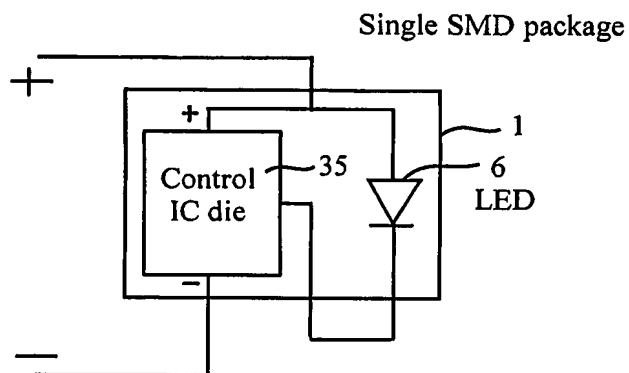 Single SMD package
+
+
1
Control
IC die
35
6
LED
−
−